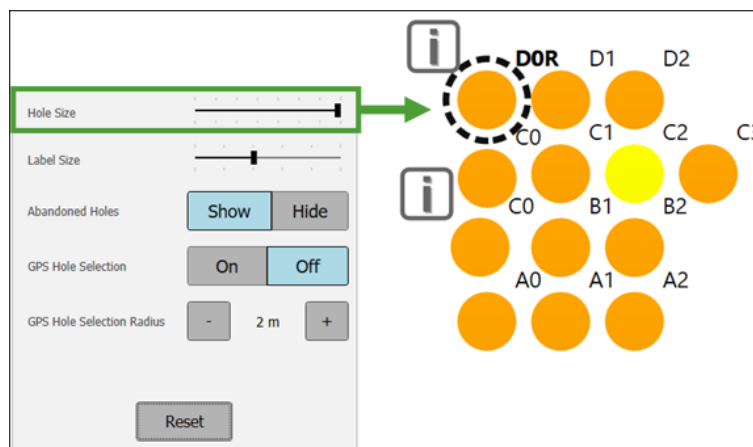 i
D0R D1 D2
Hole Size
C0 C1 C2 C3
Label Size
i
Abandoned Holes Show Hide
C0 B1 B2
GPS Hole Selection On Off
A0 A1 A2
GPS Hole Selection Radius - 2 m +
Reset